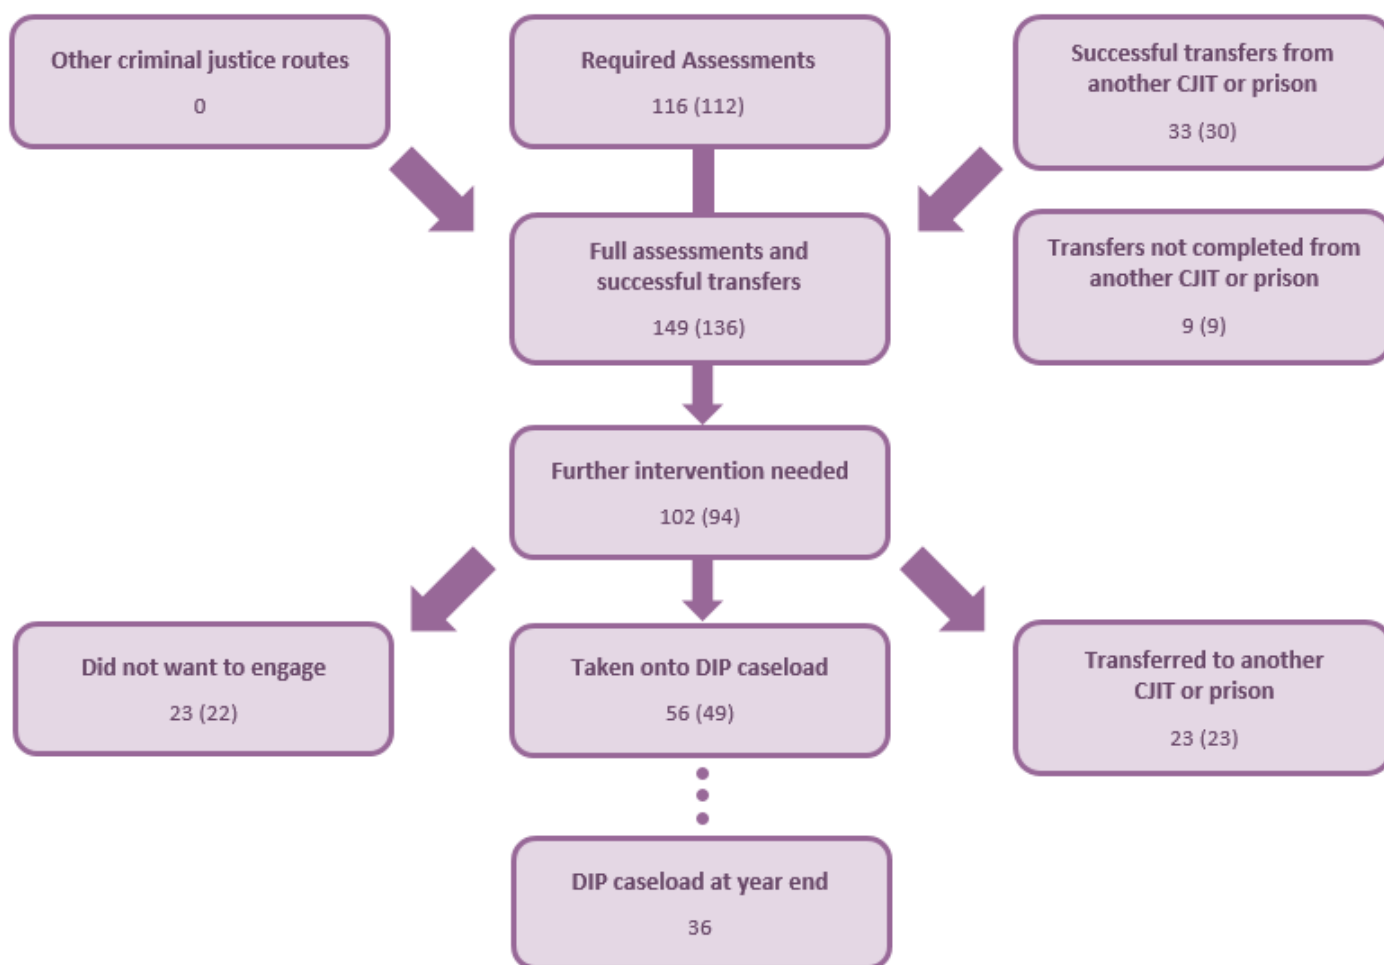 Other criminal justice routes
0
Required Assessments
116 (112)
Successful transfers from
another CJIT or prison
33 (30)
Full assessments and
successful transfers
149 (136)
Transfers not completed from
another CJIT or prison
9 (9)
Further intervention needed
102 (94)
Did not want to engage
23 (22)
Taken onto DIP caseload
56 (49)
Transferred to another
CJIT or prison
23 (23)
DIP caseload at year end
36